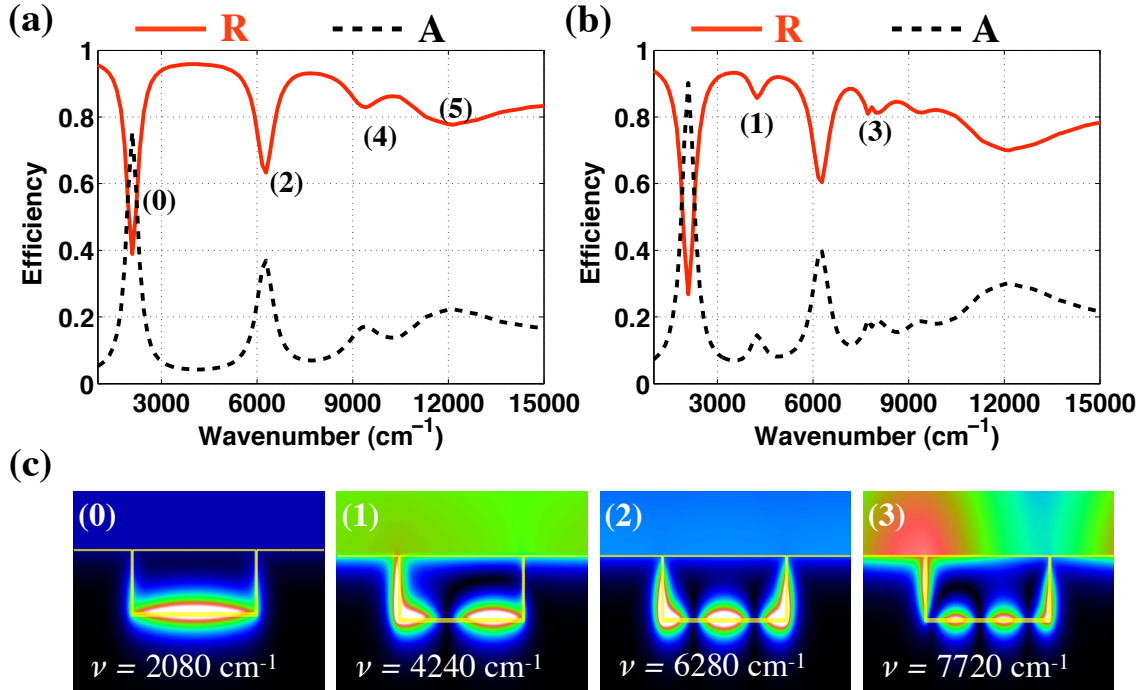 (a) R A
(b) R A
Efficiency
1
0.8
0.6
0.4
0.2
0
(0)
(2)
(4)
(5)
3000 6000 9000 12000 15000
Wavenumber (cm⁻¹)
Efficiency
1
0.8
0.6
0.4
0.2
0
(1)
(3)
3000 6000 9000 12000 15000
Wavenumber (cm⁻¹)
(c)
(0)
ν = 2080 cm⁻¹
(1)
ν = 4240 cm⁻¹
(2)
ν = 6280 cm⁻¹
(3)
ν = 7720 cm⁻¹